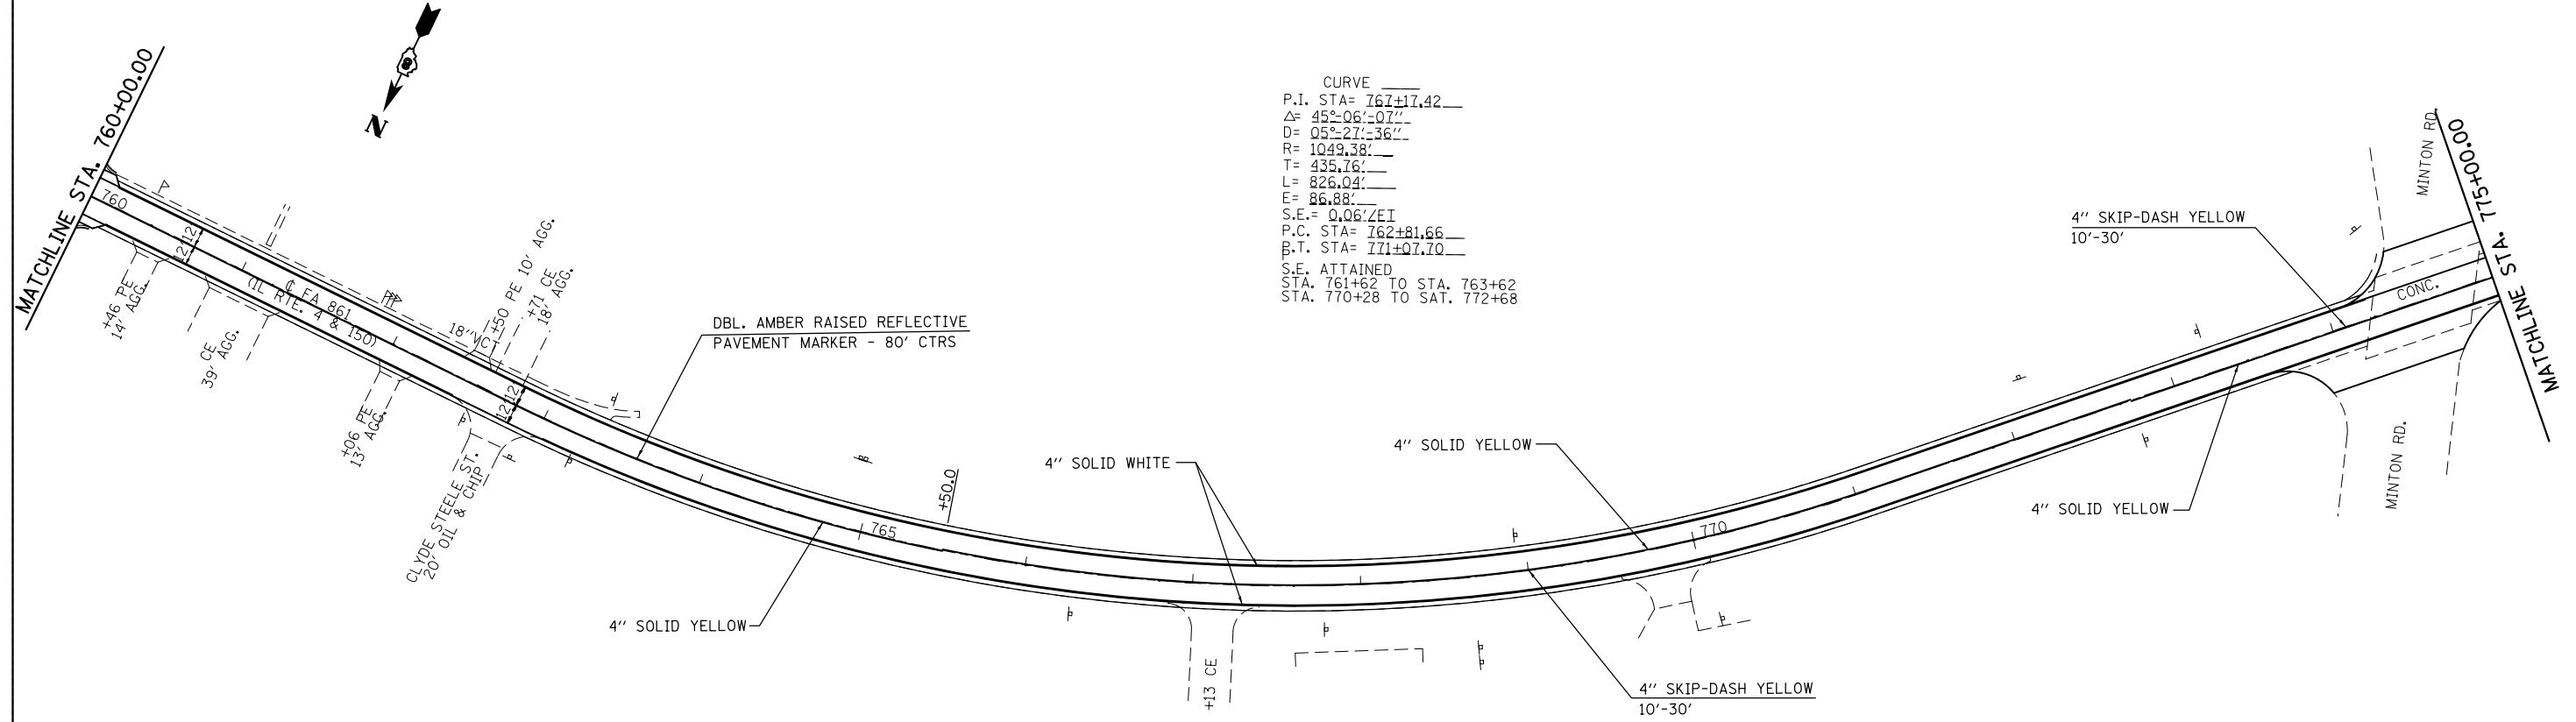 MATCHLINE STA. 760+00.00
N
760
12'
12'
+46 PE
14' AGG.
39' CE
AGG.
℄ FA 861
(IL RTE. 4 & 150)
+06 PE
13' AGG.
18" VCT
+50 PE 10' AGG.
+71 CE
18' AGG.
12'
12'
CLYDE STEELE ST.
20' OIL & CHIP
DBL. AMBER RAISED REFLECTIVE
PAVEMENT MARKER - 80' CTRS
4" SOLID YELLOW
765
+50.0
4" SOLID WHITE
+13 CE
CURVE
P.I. STA= 767+17.42
△= 45°-06'-07"
D= 05°-27'-36"
R= 1049.38'
T= 435.76'
L= 826.04'
E= 86.88'
S.E.= 0.06'/FT
P.C. STA= 762+81.66
P.T. STA= 771+07.70
S.E. ATTAINED
STA. 761+62 TO STA. 763+62
STA. 770+28 TO SAT. 772+68
4" SOLID YELLOW
770
4" SKIP-DASH YELLOW
10'-30'
4" SKIP-DASH YELLOW
10'-30'
4" SOLID YELLOW
CONC.
MINTON RD.
MINTON RD.
MATCHLINE STA. 775+00.00